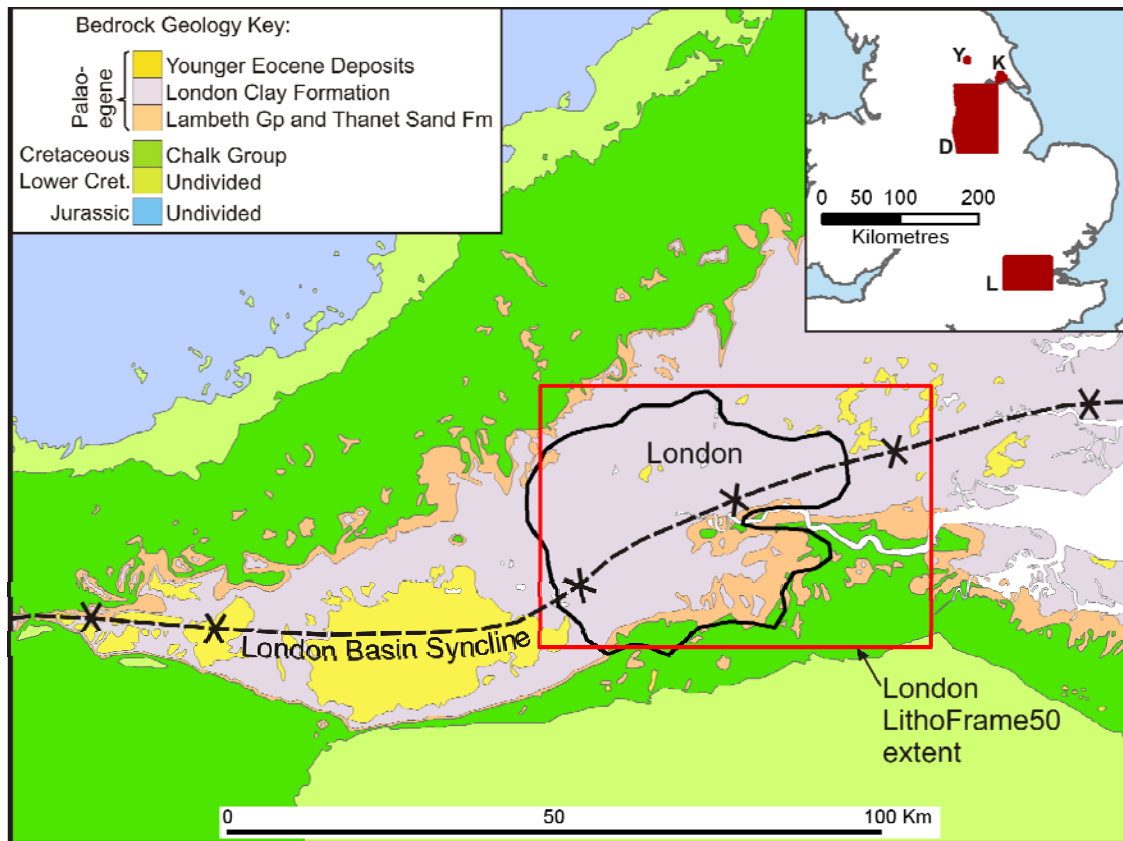 Bedrock Geology Key:
Palao-
egene
Younger Eocene Deposits
London Clay Formation
Lambeth Gp and Thanet Sand Fm
Cretaceous Chalk Group
Lower Cret. Undivided
Jurassic Undivided
Y
K
D
0 50 100 200
Kilometres
L
London
London Basin Syncline
London
LithoFrame50
extent
0 50 100 Km